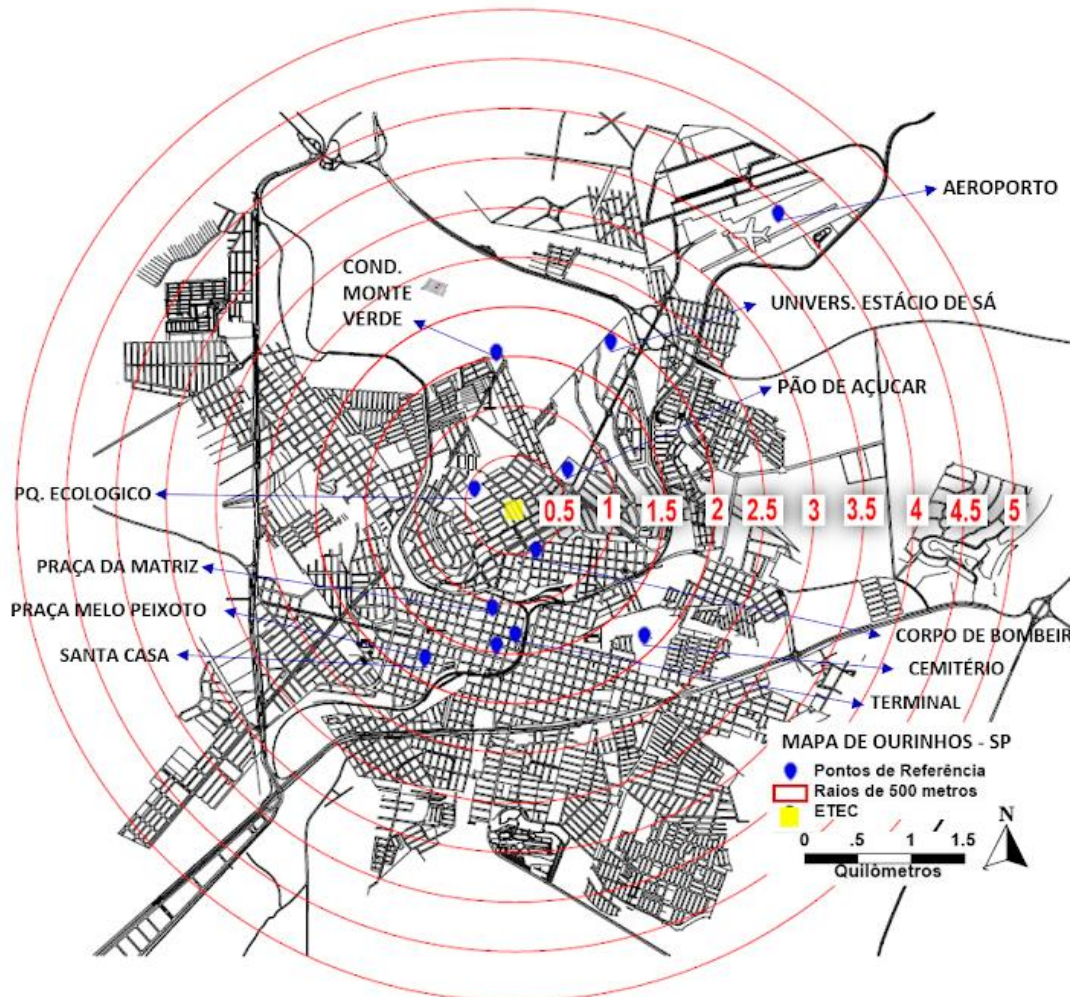 AEROPORTO
COND.
MONTE
VERDE
UNIVERS. ESTÁCIO DE SÁ
PÃO DE AÇUCAR
PQ. ECOLOGICO
0.5 1 1.5 2 2.5 3 3.5 4 4.5 5
PRAÇA DA MATRIZ
PRAÇA MELO PEIXOTO
SANTA CASA
CORPO DE BOMBEIR
CEMITÉRIO
TERMINAL
MAPA DE OURINHOS - SP
Pontos de Referência
Raios de 500 metros
ETEC
N
0 .5 1 1.5
Quilômetros